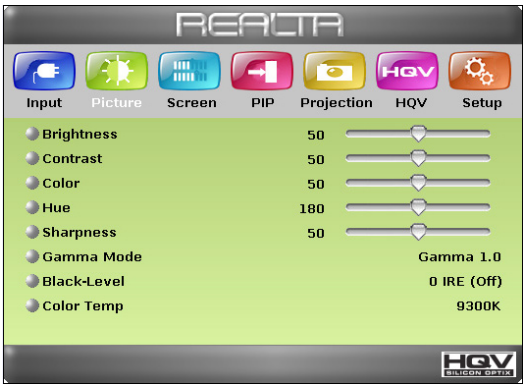 REALTA
Input Picture Screen PIP Projection HQV HQV Setup
Brightness 50
Contrast 50
Color 50
Hue 180
Sharpness 50
Gamma Mode Gamma 1.0
Black-Level 0 IRE (Off)
Color Temp 9300K
HQV
SILICON OPTIX